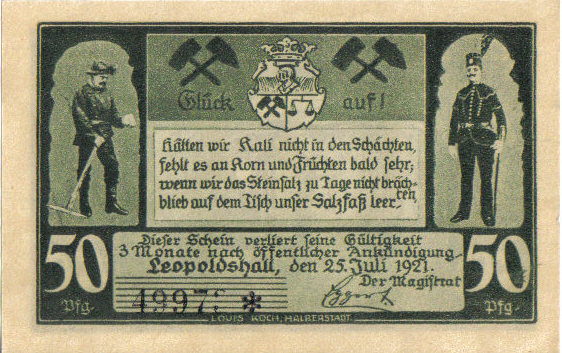 Glück auf!
Hätten wir Kali nicht in den Schächten,
fehlt es an Korn und Früchten bald sehr;
wenn wir das Steinsalz zu Tage nicht bräch-
ten
blieb auf dem Tisch unser Salzfaß leer
50 Pfg.
Dieser Schein verliert seine Gültigkeit
3 Monate nach öffentlicher Ankündigung
Leopoldshall, den 25. Juli 1921.
Der Magistrat
4997 *
50 Pfg.
LOUIS KOCH, HALBERSTADT.